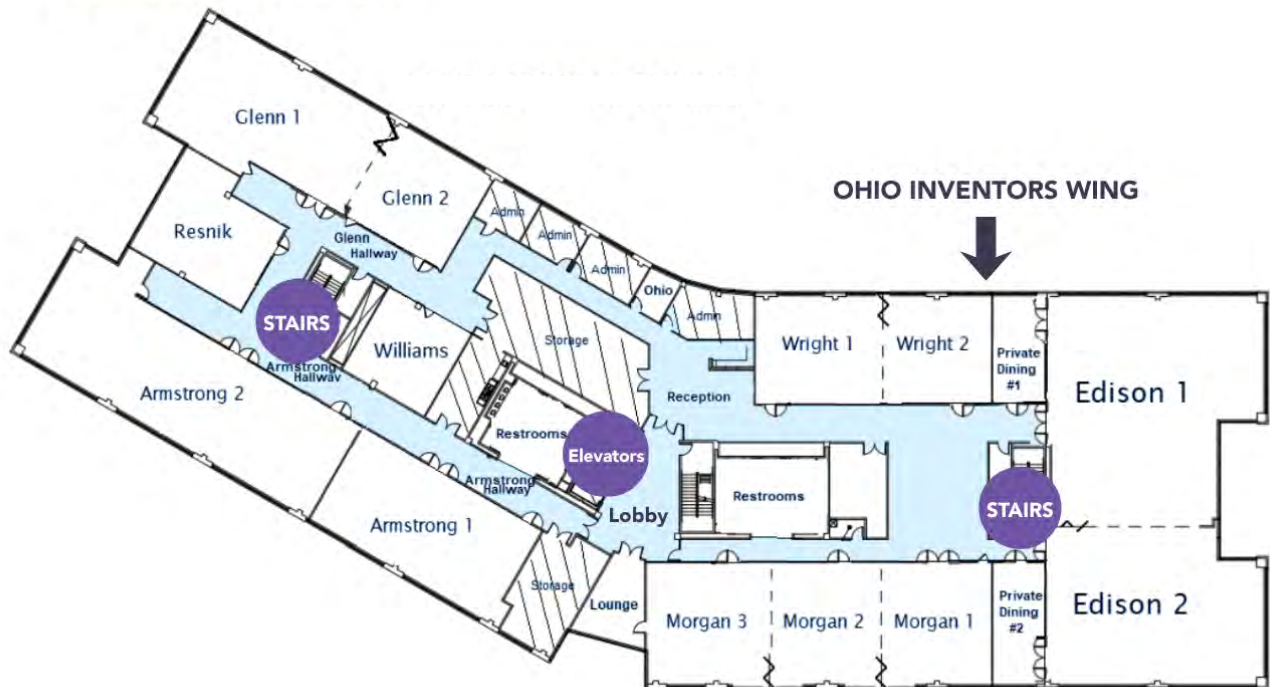 OHIO INVENTORS WING
Glenn 1
Glenn 2
Resnik
Glenn
Hallway
Admin
Admin
Admin
Ohio
Admin
STAIRS
Williams
Storage
Wright 1
Wright 2
Private
Dining
#1
Edison 1
Armstrong
Hallway
Armstrong 2
Reception
Restrooms
Elevators
Armstrong
Hallway
Restrooms
STAIRS
Lobby
Armstrong 1
Storage
Lounge
Morgan 3
Morgan 2
Morgan 1
Private
Dining
#2
Edison 2